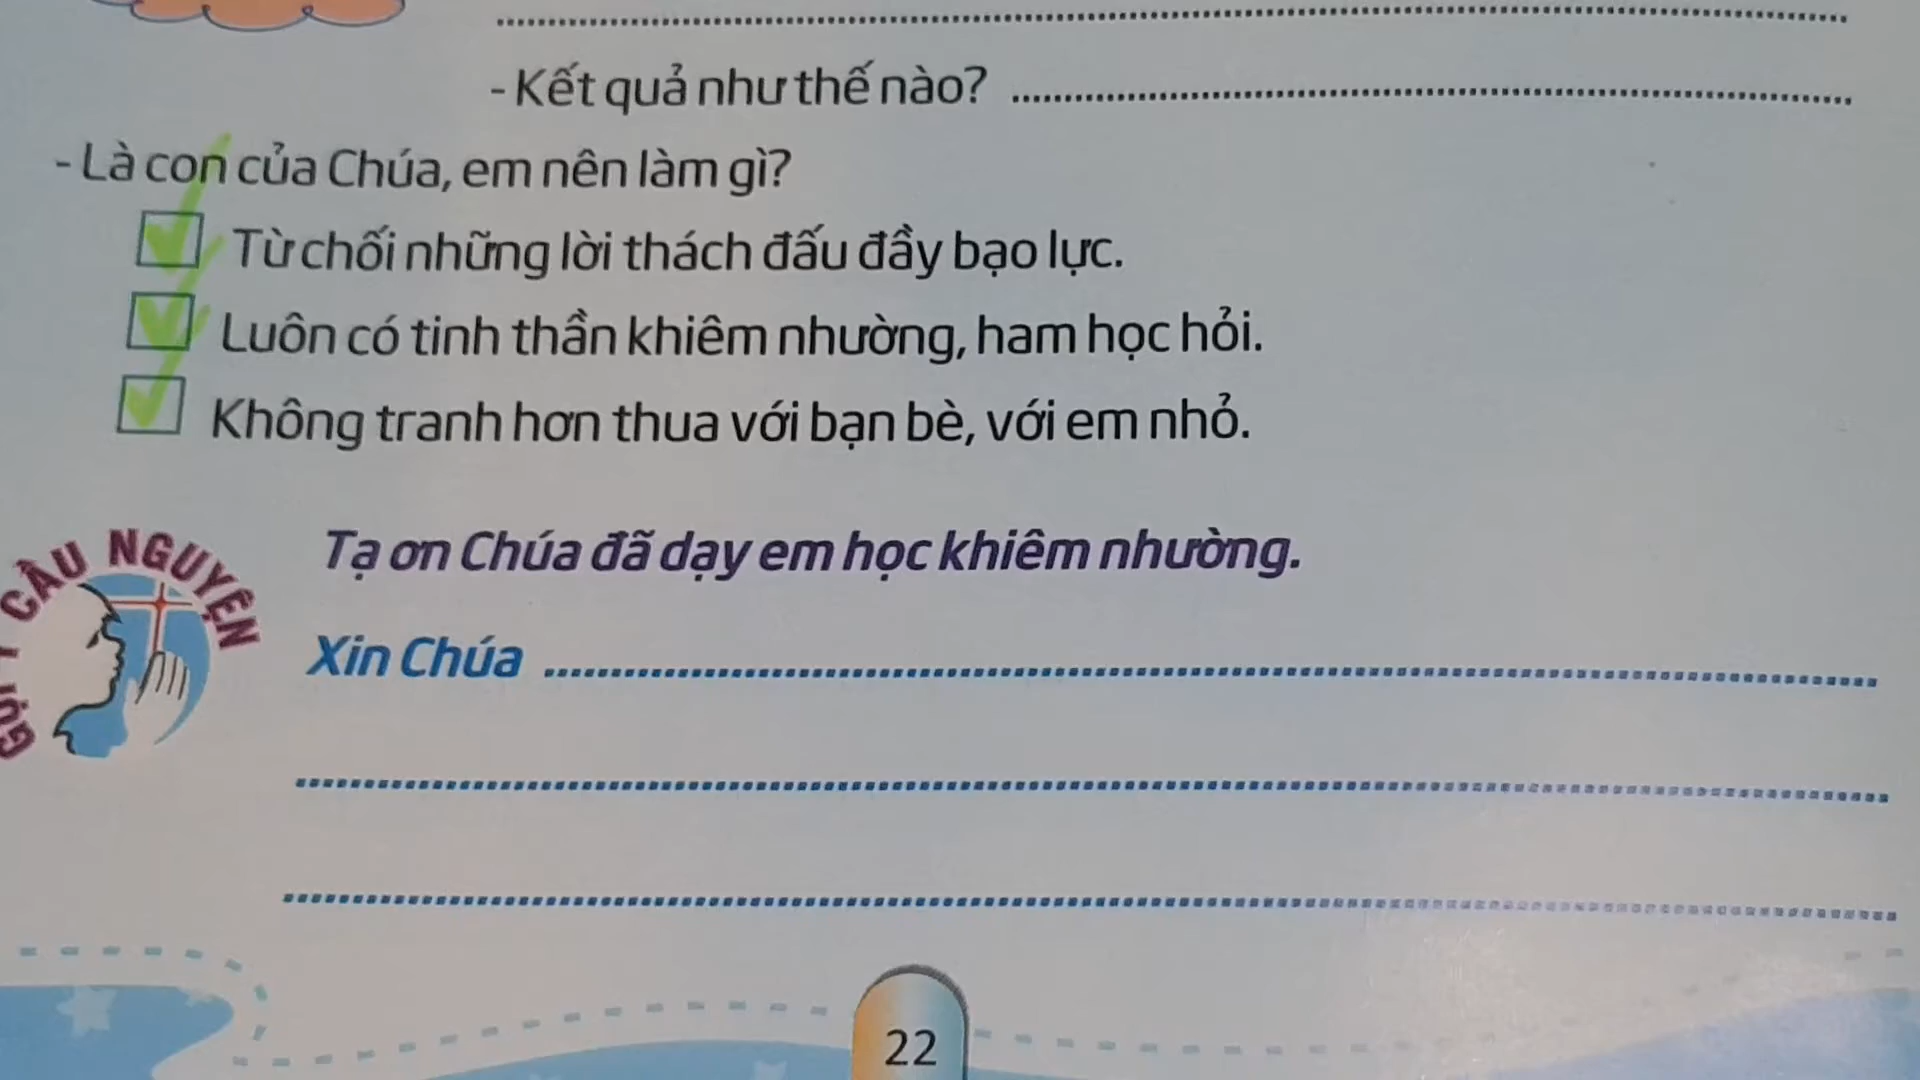 - Kết quả như thế nào? ........................
- Là con của Chúa, em nên làm gì?
Từ chối những lời thách đấu đầy bạo lực.
Luôn có tinh thần khiêm nhường, ham học hỏi.
Không tranh hơn thua với bạn bè, với em nhỏ.
GỢI Ý CẦU NGUYỆN
Tạ ơn Chúa đã dạy em học khiêm nhường.
Xin Chúa ........................
22